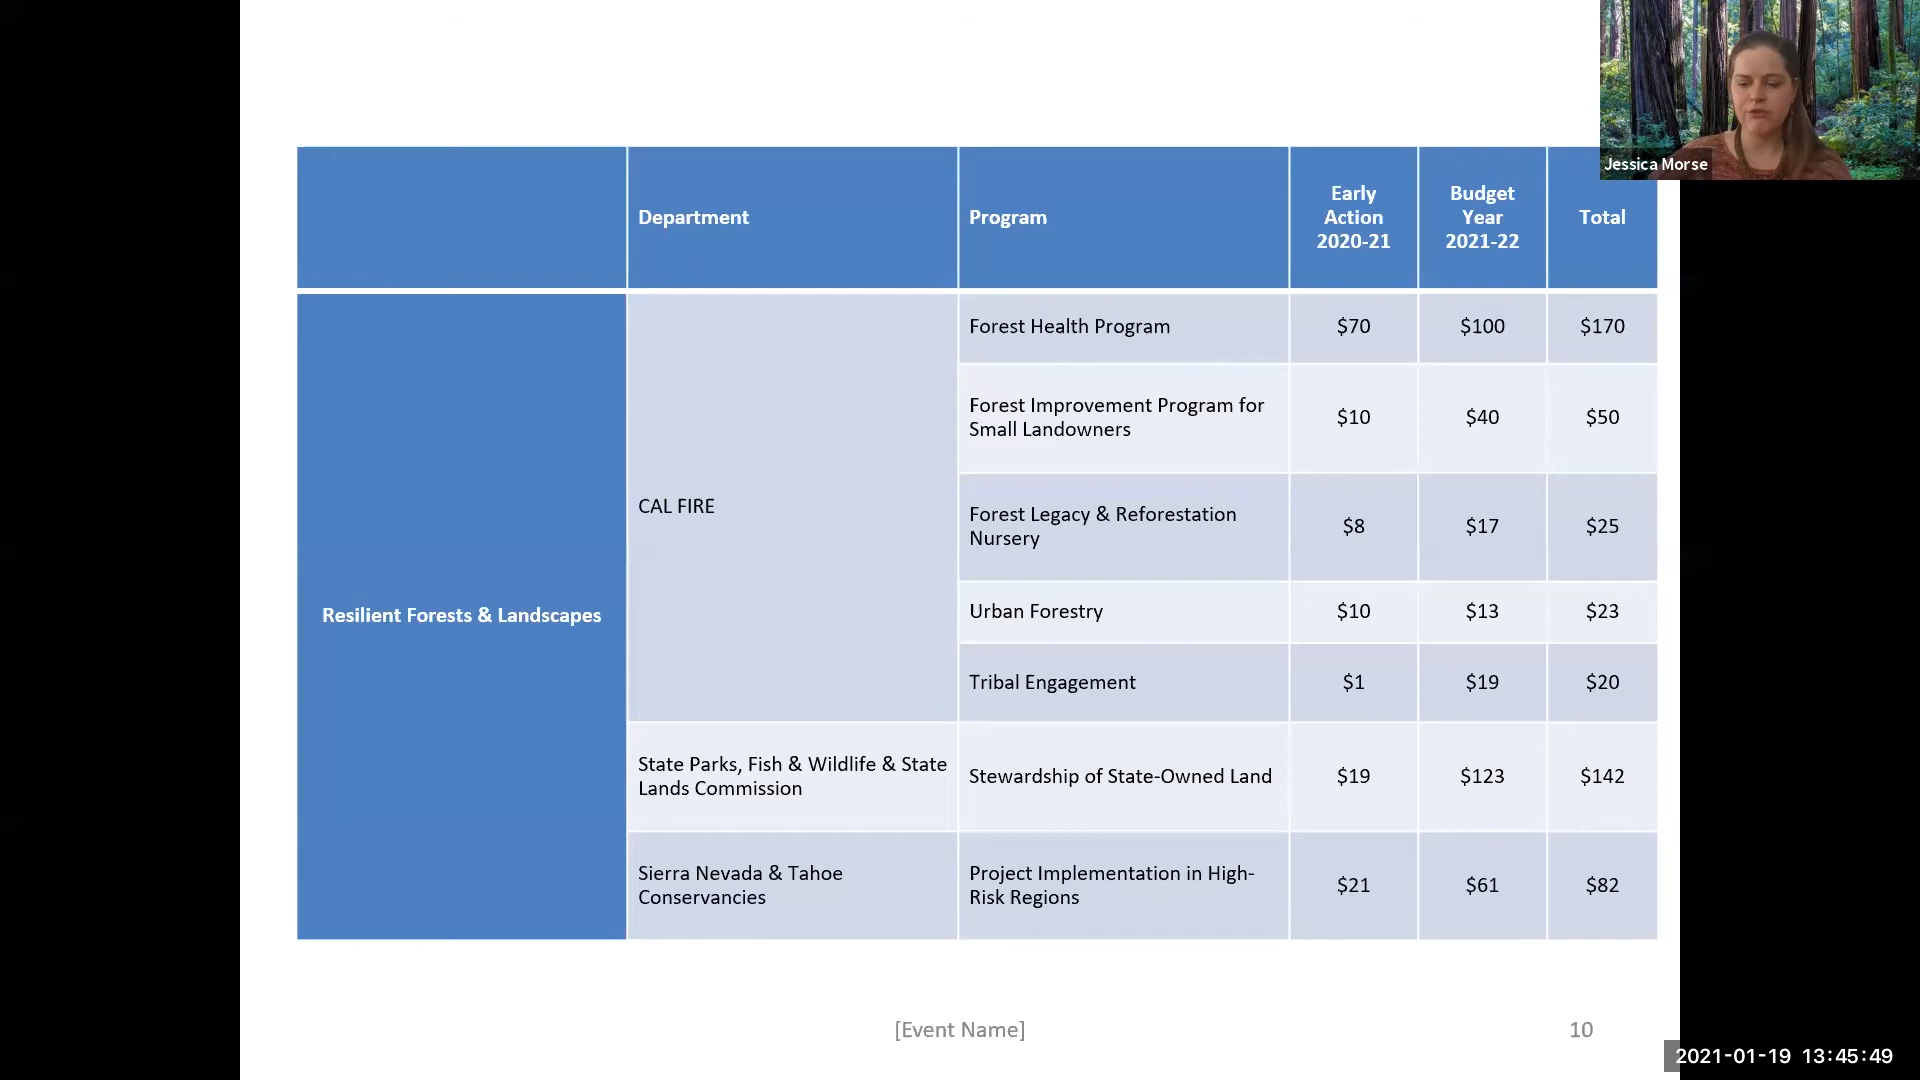 Jessica Morse
Department
Program
Early
Action
2020-21
Budget
Year
2021-22
Total
Resilient Forests & Landscapes
CAL FIRE
Forest Health Program
$70
$100
$170
Forest Improvement Program for
Small Landowners
$10
$40
$50
Forest Legacy & Reforestation
Nursery
$8
$17
$25
Urban Forestry
$10
$13
$23
Tribal Engagement
$1
$19
$20
State Parks, Fish & Wildlife & State
Lands Commission
Stewardship of State-Owned Land
$19
$123
$142
Sierra Nevada & Tahoe
Conservancies
Project Implementation in High-
Risk Regions
$21
$61
$82
[Event Name]
10
2021-01-19 13:45:49